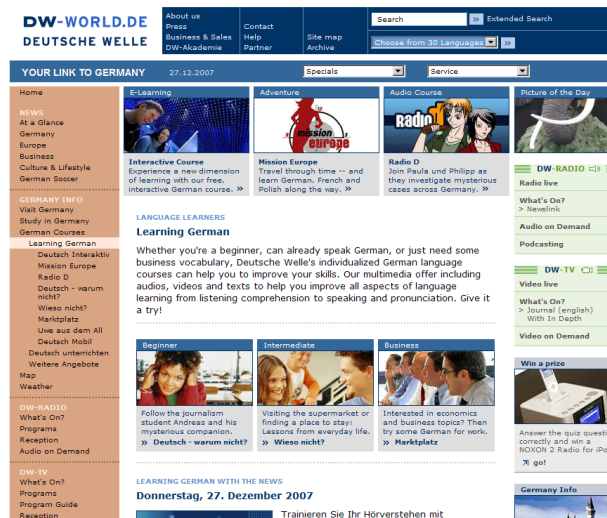 DW-WORLD.DE
DEUTSCHE WELLE
About us
Press
Business & Sales
DW-Akademie
Contact
Help
Partner
Site map
Archive
Search
Extended Search
Choose from 30 Languages
YOUR LINK TO GERMANY
27.12.2007
Specials
Service
Home
NEWS
At a Glance
Germany
Europe
Business
Culture & Lifestyle
German Soccer
GERMANY INFO
Visit Germany
Study in Germany
German Courses
Learning German
Deutsch Interaktiv
Mission Europe
Radio D
Deutsch - warum
nicht?
Wieso nicht?
Marktplatz
Uwe aus dem All
Deutsch Mobil
Deutsch unterrichten
Weitere Angebote
Map
Weather
DW-RADIO
What's On?
Programs
Reception
Audio on Demand
DW-TV
What's On?
Programs
Program Guide
Reception
E-Learning
Interactive Course
Experience a new dimension
of learning with our free,
interactive German course. »
Adventure
mission
europe
Mission Europe
Travel through time -- and
learn German, French and
Polish along the way. »
Audio Course
Radio D
Radio D
Join Paula und Philipp as
they investigate mysterious
cases across Germany. »
LANGUAGE LEARNERS
Learning German
Whether you're a beginner, can already speak German, or just need some
business vocabulary, Deutsche Welle's individualized German language
courses can help you to improve your skills. Our multimedia offer including
audios, videos and texts to help you improve all aspects of language
learning from listening comprehension to speaking and pronunciation. Give it
a try!
Beginner
Follow the journalism
student Andreas and his
mysterious companion.
» Deutsch - warum nicht?
Intermediate
Visiting the supermarket or
finding a place to stay:
Lessons from everyday life.
» Wieso nicht?
Business
Interested in economics
and business topics? Then
try some German for work.
» Marktplatz
LEARNING GERMAN WITH THE NEWS
Donnerstag, 27. Dezember 2007
Trainieren Sie Ihr Hörverstehen mit
Picture of the Day
DW-RADIO
Radio live
What's On?
> Newslink
Audio on Demand
Podcasting
DW-TV
Video live
What's On?
> Journal (english)
With In Depth
Video on Demand
Win a prize
Answer the quiz questi
correctly and win a
NOXON 2 Radio for iPo
go!
Germany Info